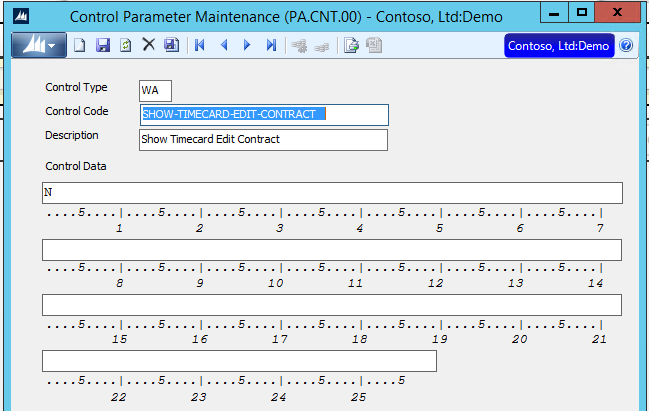 Control Parameter Maintenance (PA.CNT.00) - Contoso, Ltd:Demo
Contoso, Ltd:Demo
Control Type WA
Control Code SHOW-TIMECARD-EDIT-CONTRACT
Description Show Timecard Edit Contract
Control Data
N
....5....|....5....|....5....|....5....|....5....|....5....|....5....|
1 2 3 4 5 6 7
....5....|....5....|....5....|....5....|....5....|....5....|....5....|
8 9 10 11 12 13 14
....5....|....5....|....5....|....5....|....5....|....5....|....5....|
15 16 17 18 19 20 21
....5....|....5....|....5....|....5....|....5
22 23 24 25